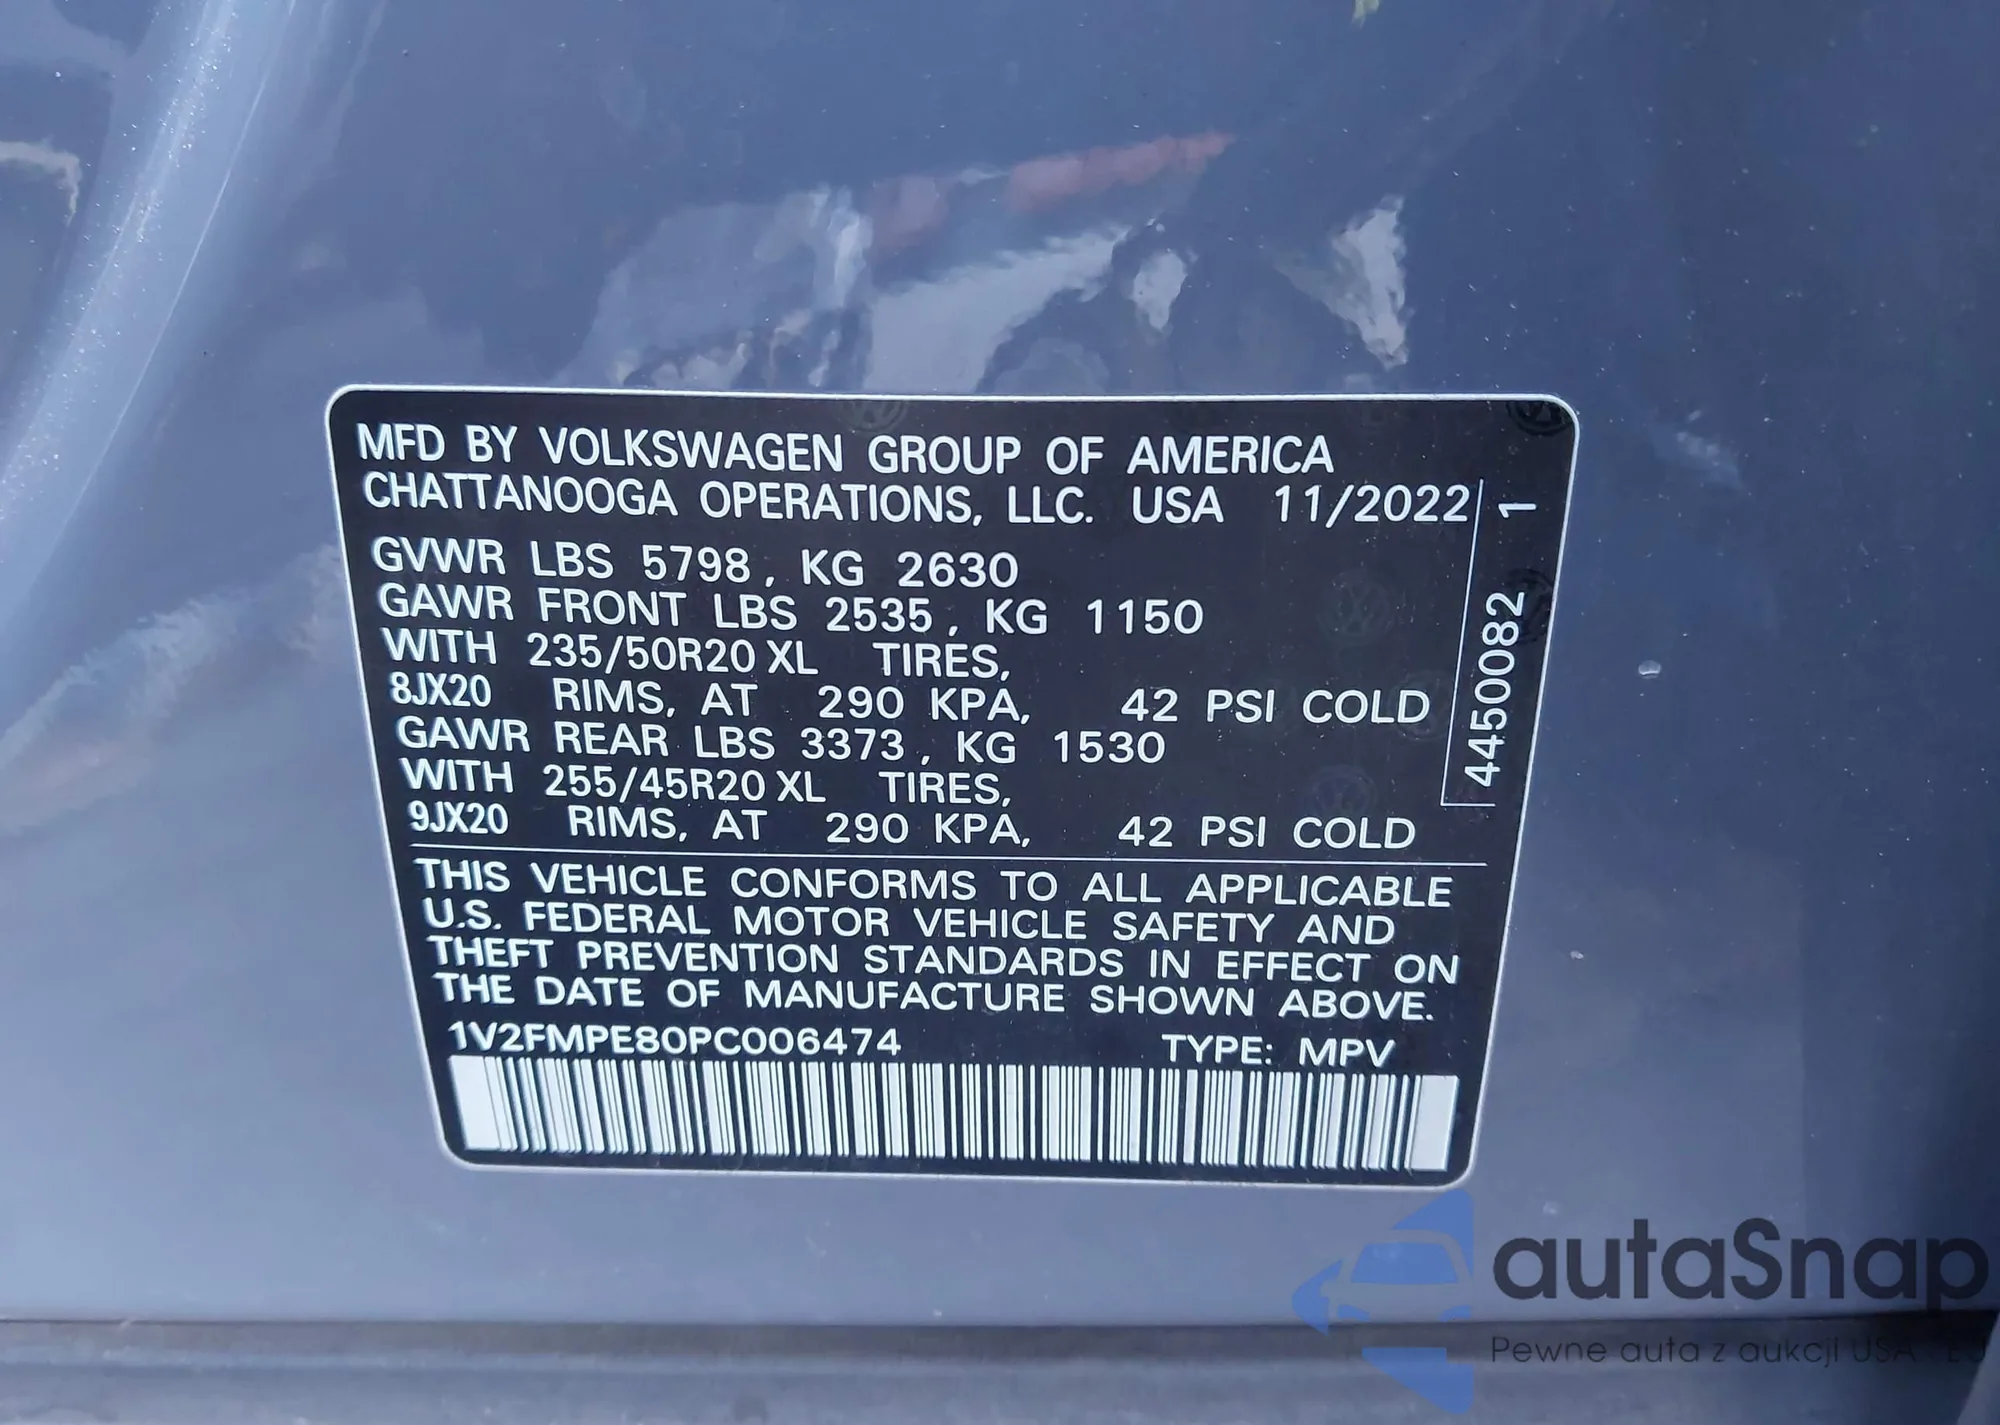 MFD BY VOLKSWAGEN GROUP OF AMERICA
CHATTANOOGA OPERATIONS, LLC. USA 11/2022
GVWR LBS 5798, KG 2630
GAWR FRONT LBS 2535, KG 1150
WITH 235/50R20 XL TIRES,
8JX20 RIMS, AT 290 KPA, 42 PSI COLD
GAWR REAR LBS 3373, KG 1530
WITH 255/45R20 XL TIRES,
9JX20 RIMS, AT 290 KPA, 42 PSI COLD
4450082 1
THIS VEHICLE CONFORMS TO ALL APPLICABLE
U.S. FEDERAL MOTOR VEHICLE SAFETY AND
THEFT PREVENTION STANDARDS IN EFFECT ON
THE DATE OF MANUFACTURE SHOWN ABOVE.
1V2FMPE80PC006474 TYPE: MPV
autaSnap
Pewne auta z aukcji USA EU